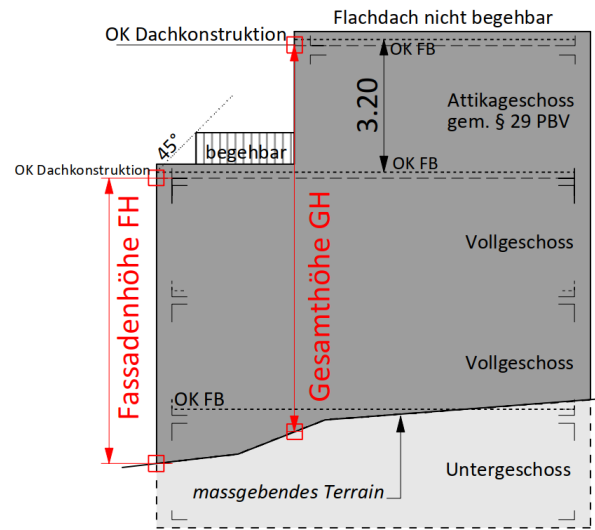 Flachdach nicht begehbar
OK Dachkonstruktion
OK FB
3.20
Attikageschoss
gem. § 29 PBV
45°
begehbar
OK FB
OK Dachkonstruktion
Fassadenhöhe FH
Gesamthöhe GH
Vollgeschoss
Vollgeschoss
OK FB
Untergeschoss
massgebendes Terrain